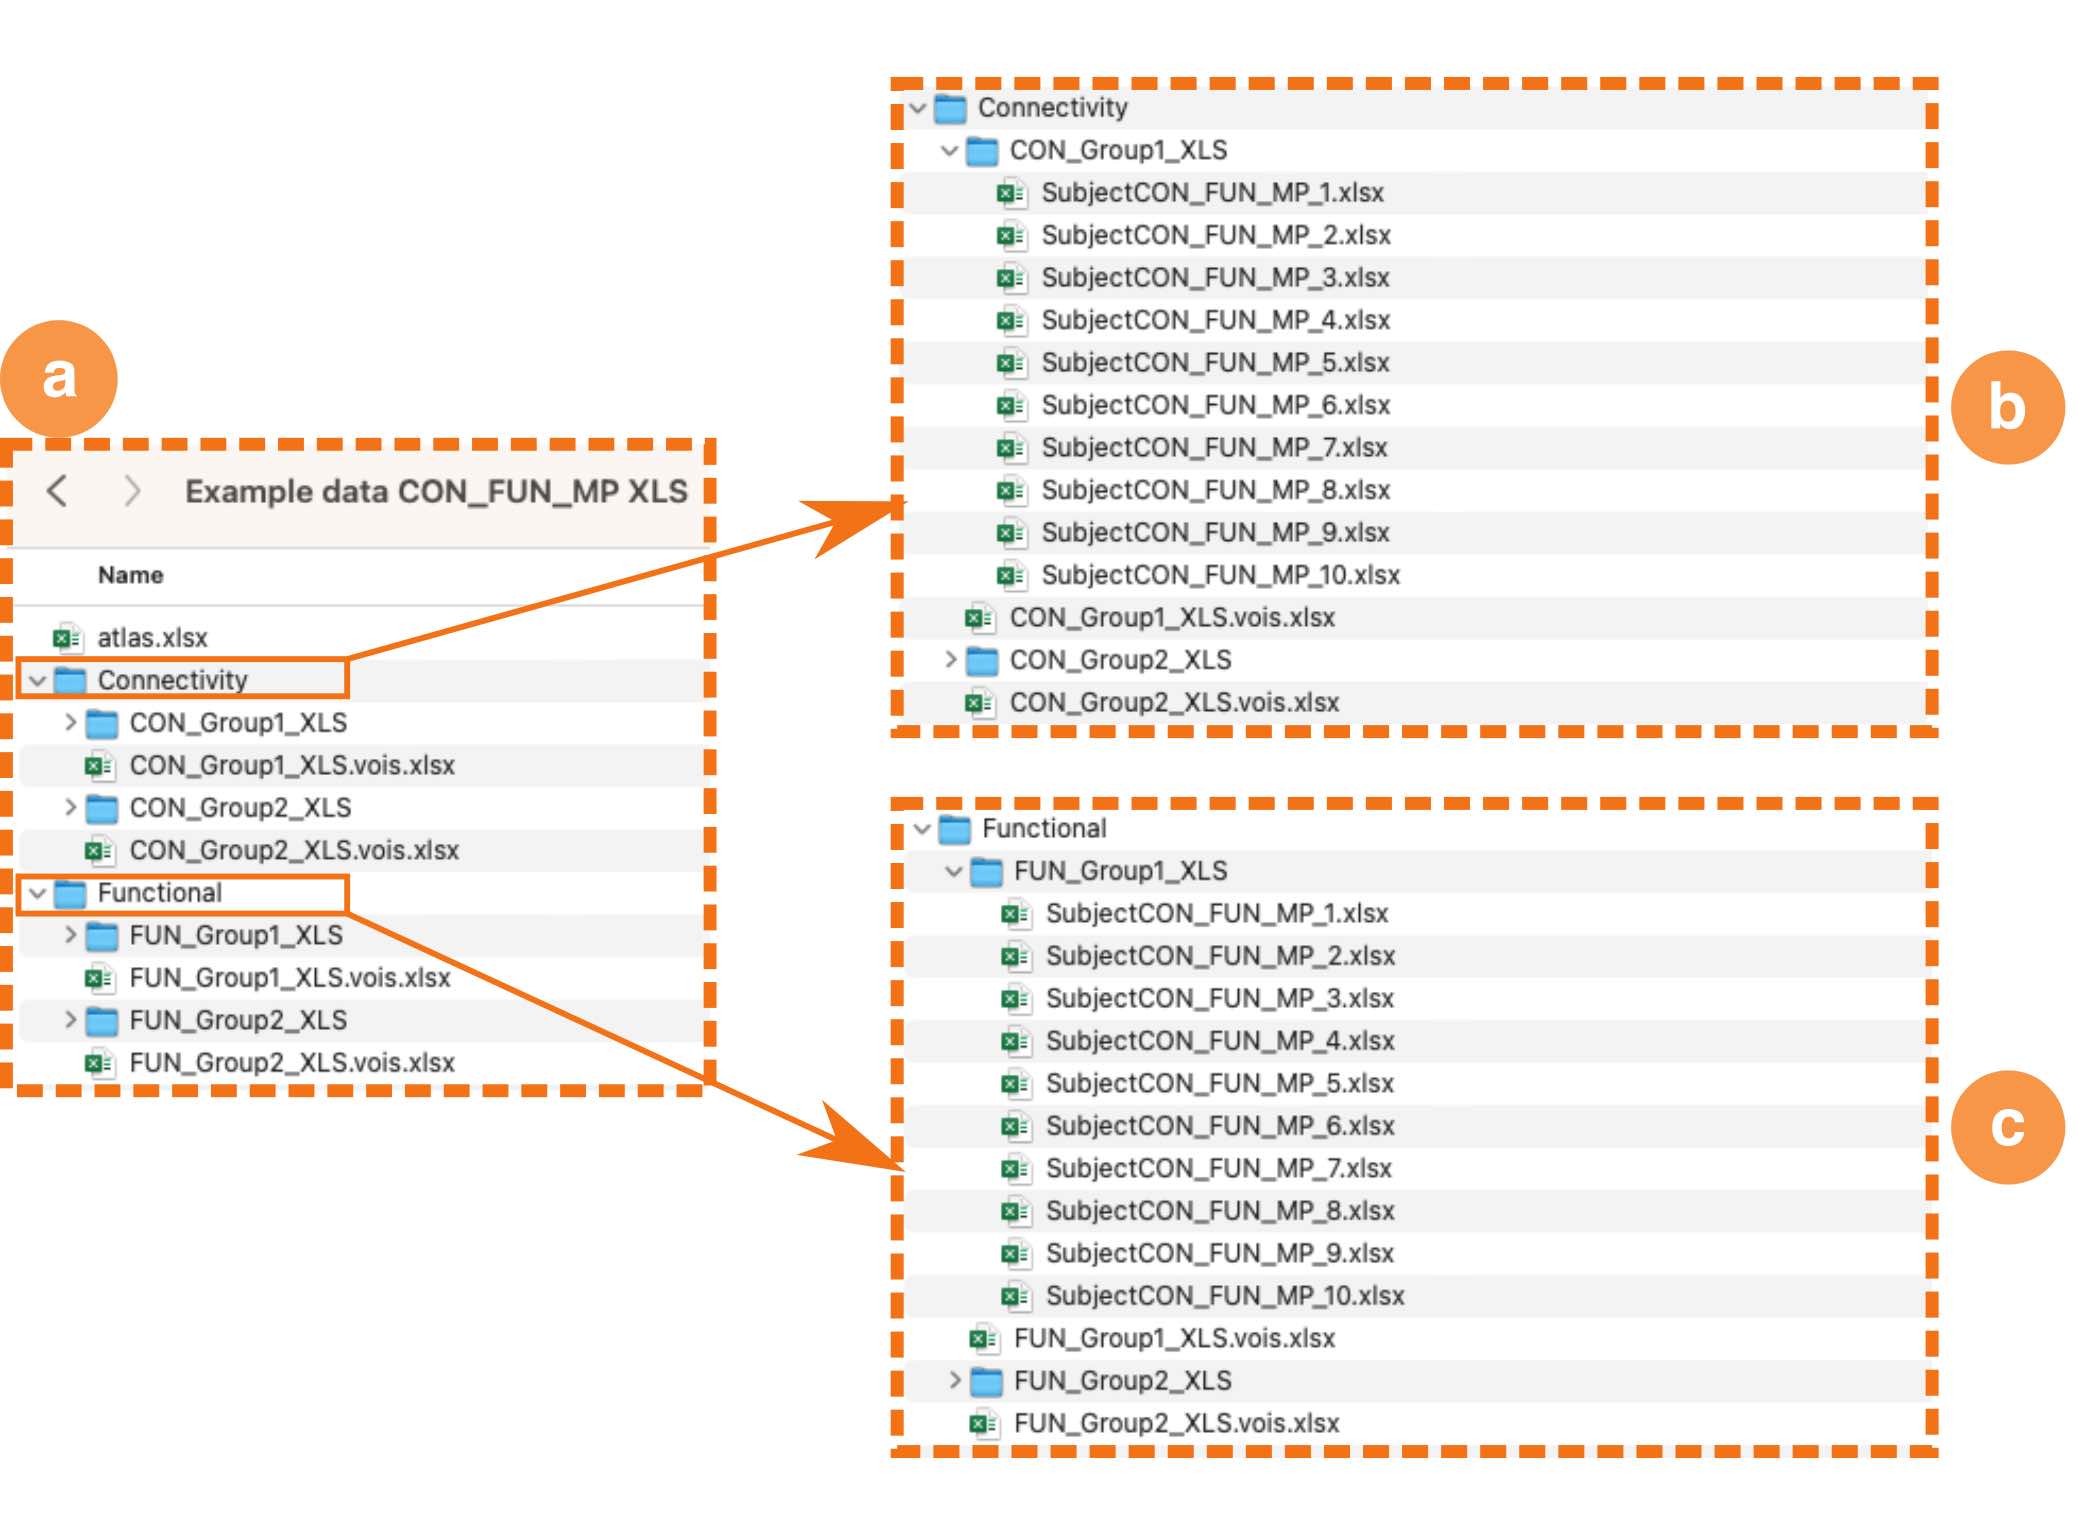 a
Example data CON_FUN_MP XLS
Name
atlas.xlsx
Connectivity
CON_Group1_XLS
CON_Group1_XLS.vois.xlsx
CON_Group2_XLS
CON_Group2_XLS.vois.xlsx
Functional
FUN_Group1_XLS
FUN_Group1_XLS.vois.xlsx
FUN_Group2_XLS
FUN_Group2_XLS.vois.xlsx
b
Connectivity
CON_Group1_XLS
SubjectCON_FUN_MP_1.xlsx
SubjectCON_FUN_MP_2.xlsx
SubjectCON_FUN_MP_3.xlsx
SubjectCON_FUN_MP_4.xlsx
SubjectCON_FUN_MP_5.xlsx
SubjectCON_FUN_MP_6.xlsx
SubjectCON_FUN_MP_7.xlsx
SubjectCON_FUN_MP_8.xlsx
SubjectCON_FUN_MP_9.xlsx
SubjectCON_FUN_MP_10.xlsx
CON_Group1_XLS.vois.xlsx
CON_Group2_XLS
CON_Group2_XLS.vois.xlsx
c
Functional
FUN_Group1_XLS
SubjectCON_FUN_MP_1.xlsx
SubjectCON_FUN_MP_2.xlsx
SubjectCON_FUN_MP_3.xlsx
SubjectCON_FUN_MP_4.xlsx
SubjectCON_FUN_MP_5.xlsx
SubjectCON_FUN_MP_6.xlsx
SubjectCON_FUN_MP_7.xlsx
SubjectCON_FUN_MP_8.xlsx
SubjectCON_FUN_MP_9.xlsx
SubjectCON_FUN_MP_10.xlsx
FUN_Group1_XLS.vois.xlsx
FUN_Group2_XLS
FUN_Group2_XLS.vois.xlsx